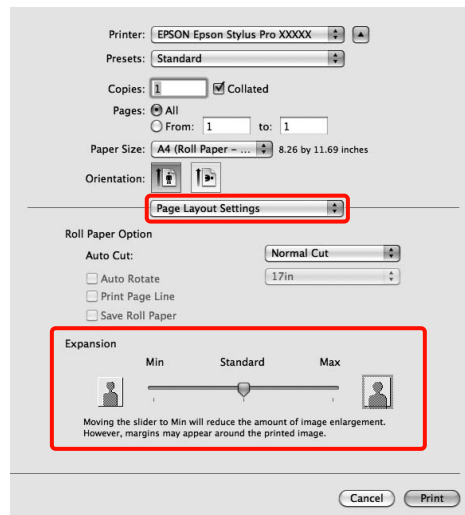 Printer: EPSON Epson Stylus Pro XXXXX
Presets: Standard
Copies: 1 Collated
Pages: All
From: 1 to: 1
Paper Size: A4 (Roll Paper – ... 8.26 by 11.69 inches
Orientation:
Page Layout Settings
Roll Paper Option
Auto Cut: Normal Cut
Auto Rotate 17in
Print Page Line
Save Roll Paper
Expansion
Min Standard Max
Moving the slider to Min will reduce the amount of image enlargement.
However, margins may appear around the printed image.
Cancel Print